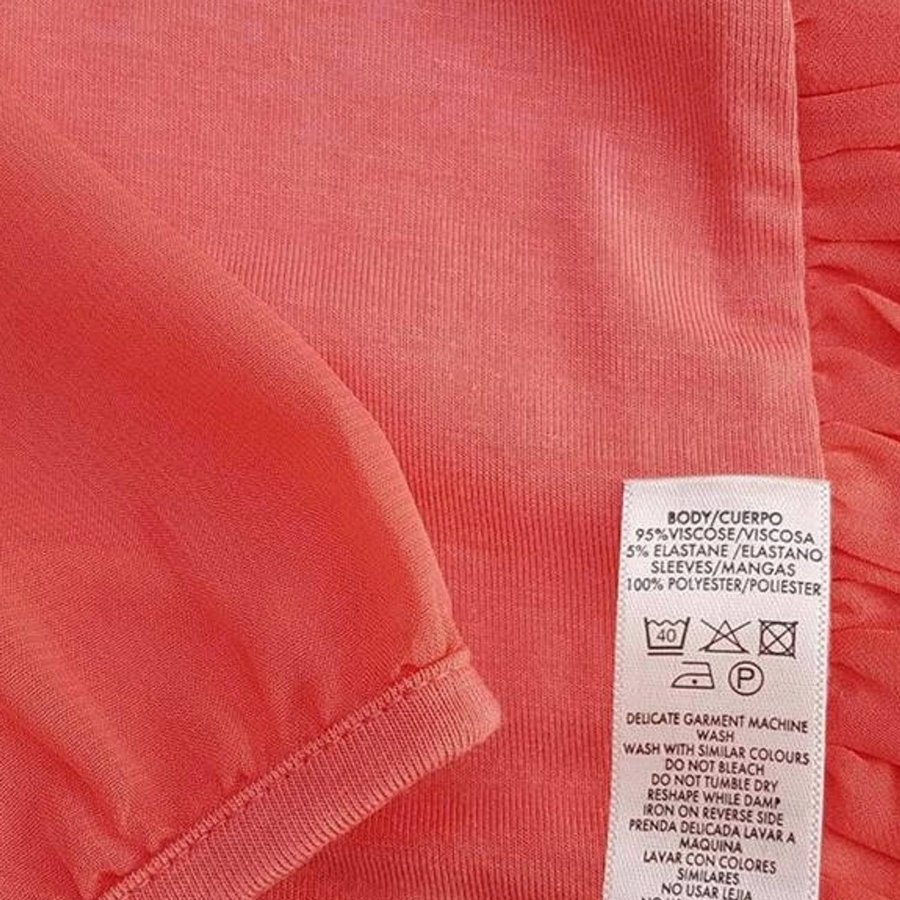 BODY/CUERPO
95%VISCOSE/VISCOSA
5% ELASTANE /ELASTANO
SLEEVES/MANGAS
100% POLYESTER/POLIESTER
40
P
DELICATE GARMENT MACHINE
WASH
WASH WITH SIMILAR COLOURS
DO NOT BLEACH
DO NOT TUMBLE DRY
RESHAPE WHILE DAMP
IRON ON REVERSE SIDE
PRENDA DELICADA LAVAR A
MAQUINA
LAVAR CON COLORES
SIMILARES
NO USAR LEJIA